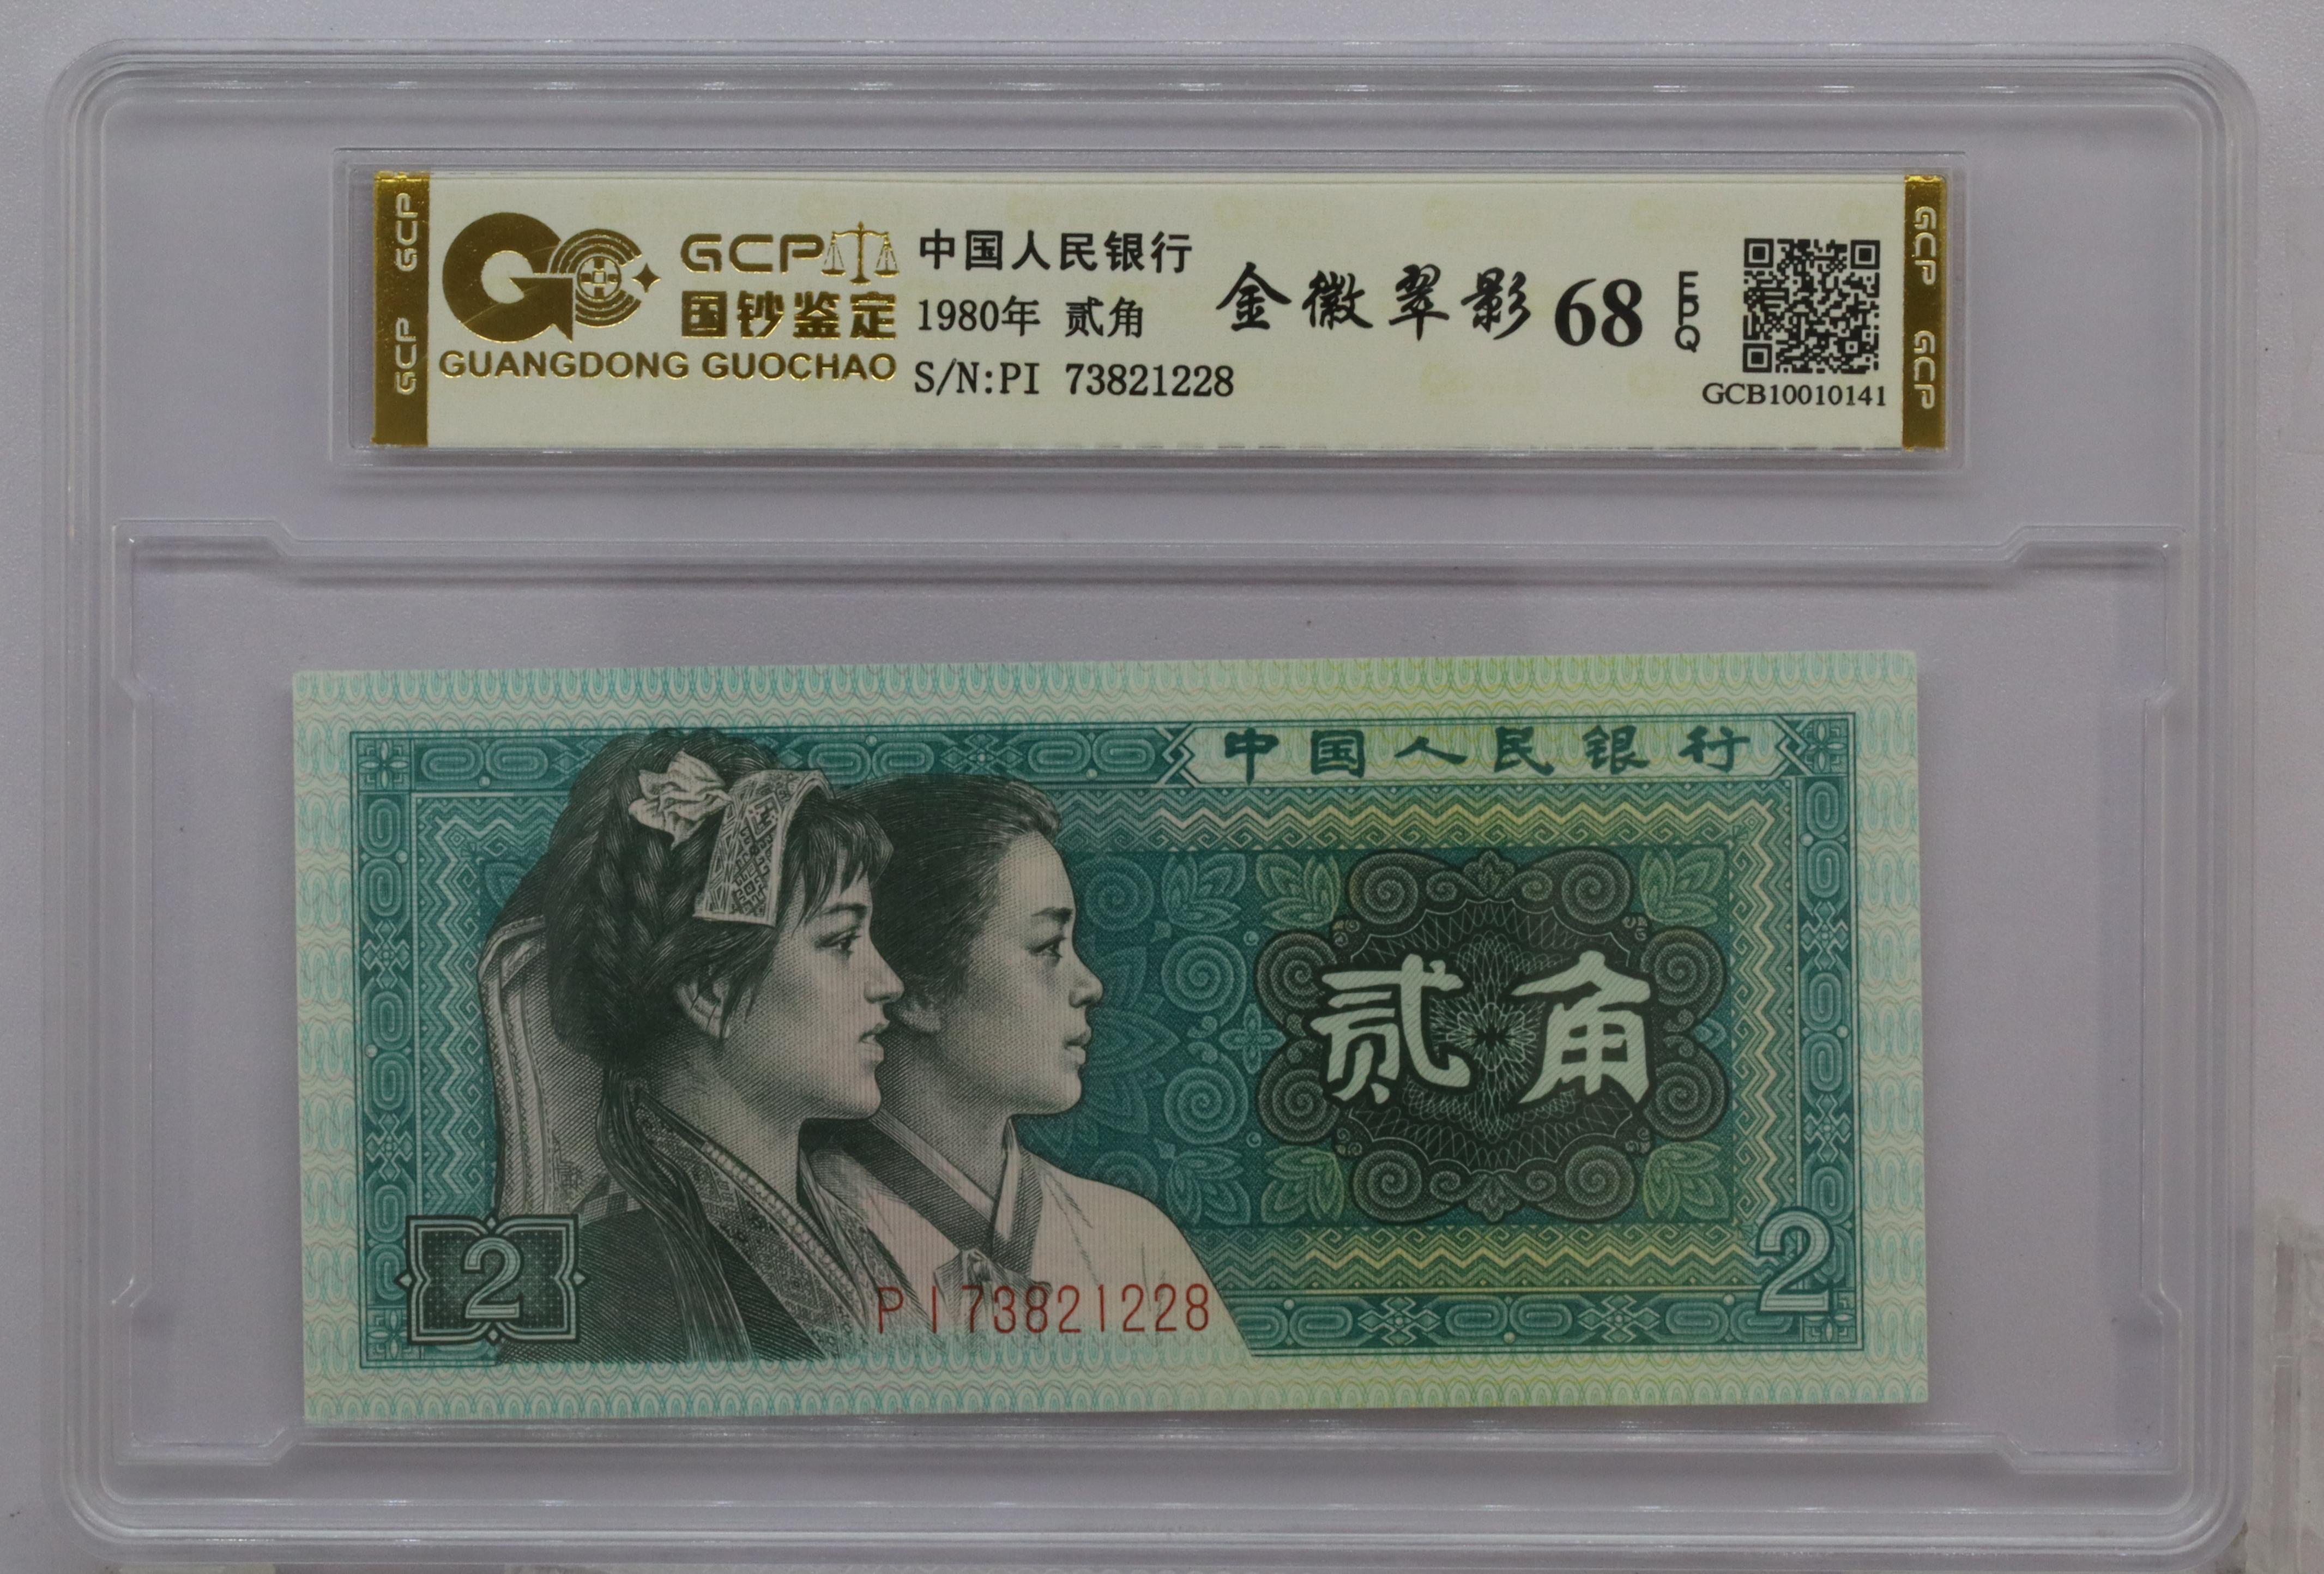 GCP GCP
GCP
国钞鉴定
GUANGDONG GUOCHAO
中国人民银行
1980年 贰角
S/N:PI 73821228
金徽翠影 68 EPQ
GCB10010141
GCP GCP
中国人民银行
贰角
2
PI73821228
2